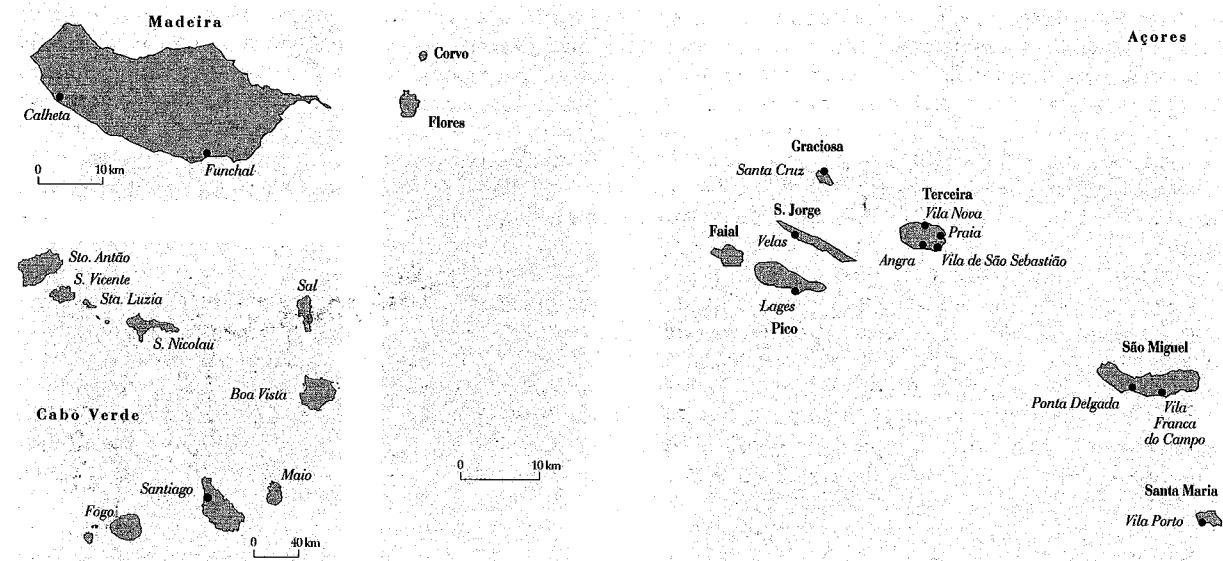 Madeira
Calheta
Funchal
0 10 km
Sto. Antão
S. Vicente
Sta. Luzia
S. Nicolau
Sal
Boa Vista
Cabo Verde
Santiago
Maio
Fogo
0 40 km
Corvo
Flores
Açores
Graciosa
Santa Cruz
S. Jorge
Velas
Faial
Terceira
Vila Nova
Praia
Angra
Vila de São Sebastião
Lages
Pico
São Miguel
Ponta Delgada
Vila
Franca
do Campo
0 10 km
Santa Maria
Vila Porto